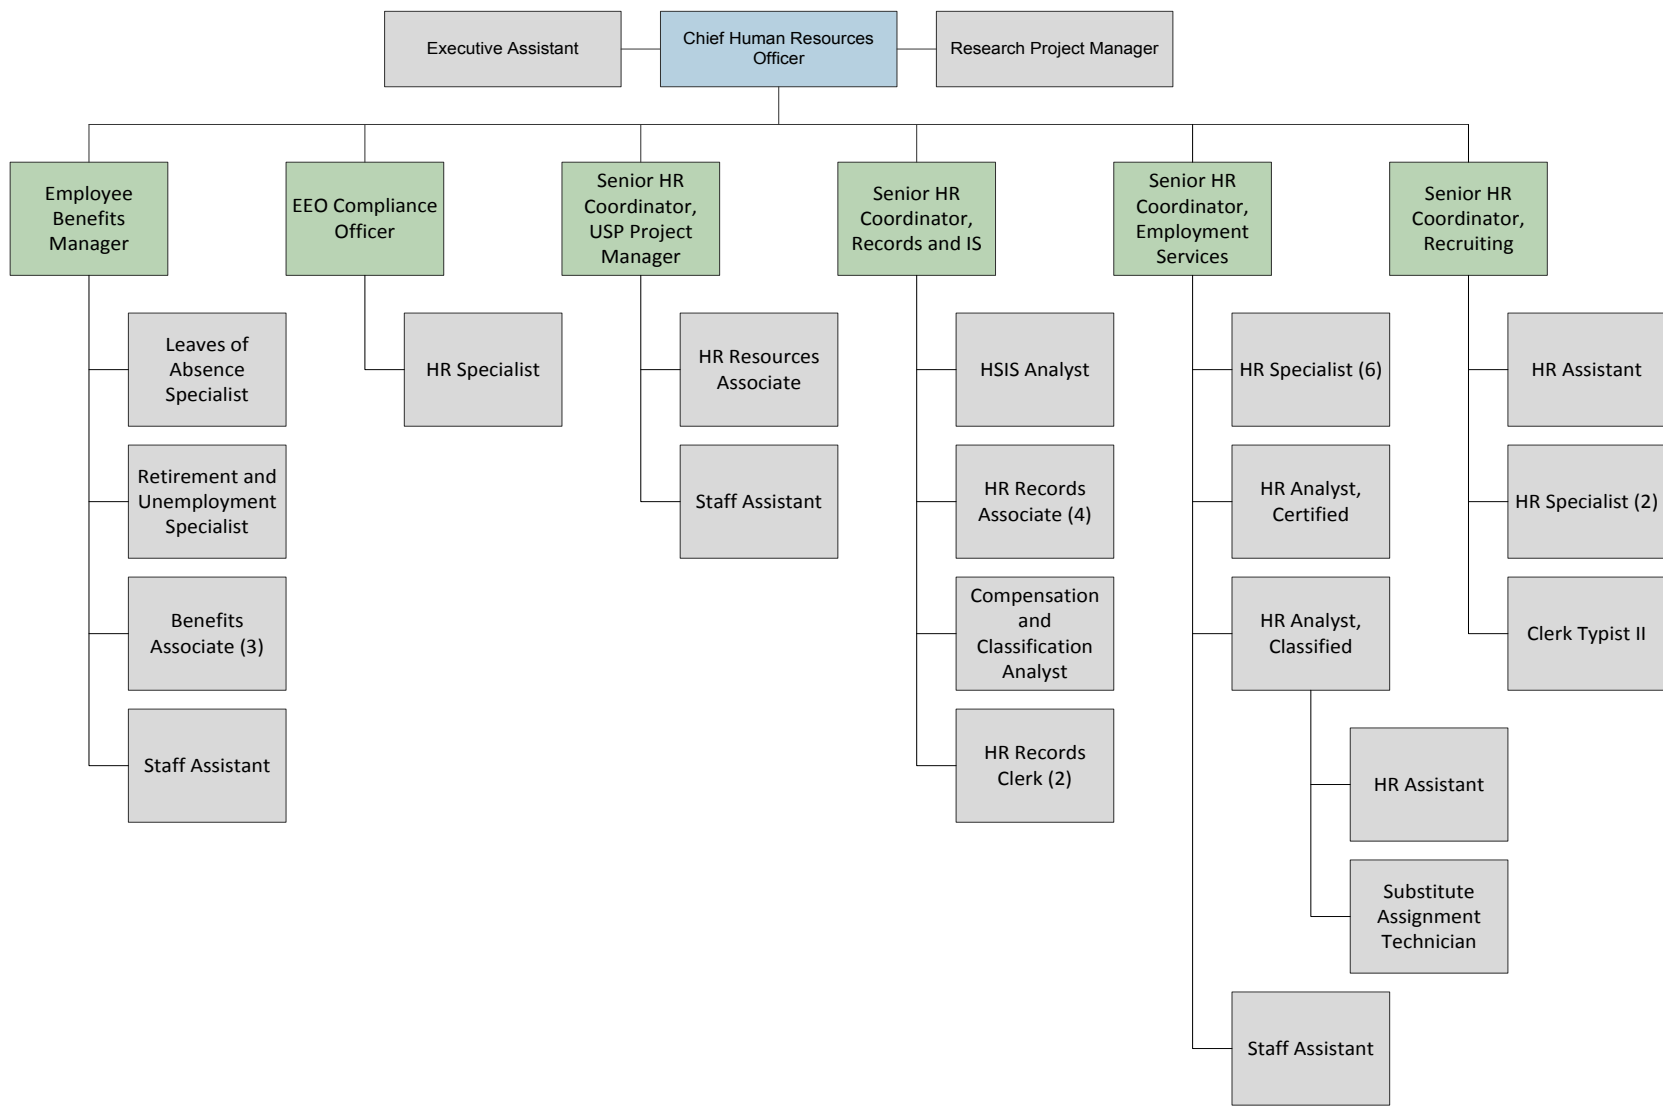 Executive Assistant
Chief Human Resources
Officer
Research Project Manager
Employee
Benefits
Manager
EEO Compliance
Officer
Senior HR
Coordinator,
USP Project
Manager
Senior HR
Coordinator,
Records and IS
Senior HR
Coordinator,
Employment
Services
Senior HR
Coordinator,
Recruiting
Leaves of
Absence
Specialist
Retirement and
Unemployment
Specialist
Benefits
Associate (3)
Staff Assistant
HR Specialist
HR Resources
Associate
Staff Assistant
HSIS Analyst
HR Records
Associate (4)
Compensation
and
Classification
Analyst
HR Records
Clerk (2)
HR Specialist (6)
HR Analyst,
Certified
HR Analyst,
Classified
HR Assistant
Substitute
Assignment
Technician
Staff Assistant
HR Assistant
HR Specialist (2)
Clerk Typist II